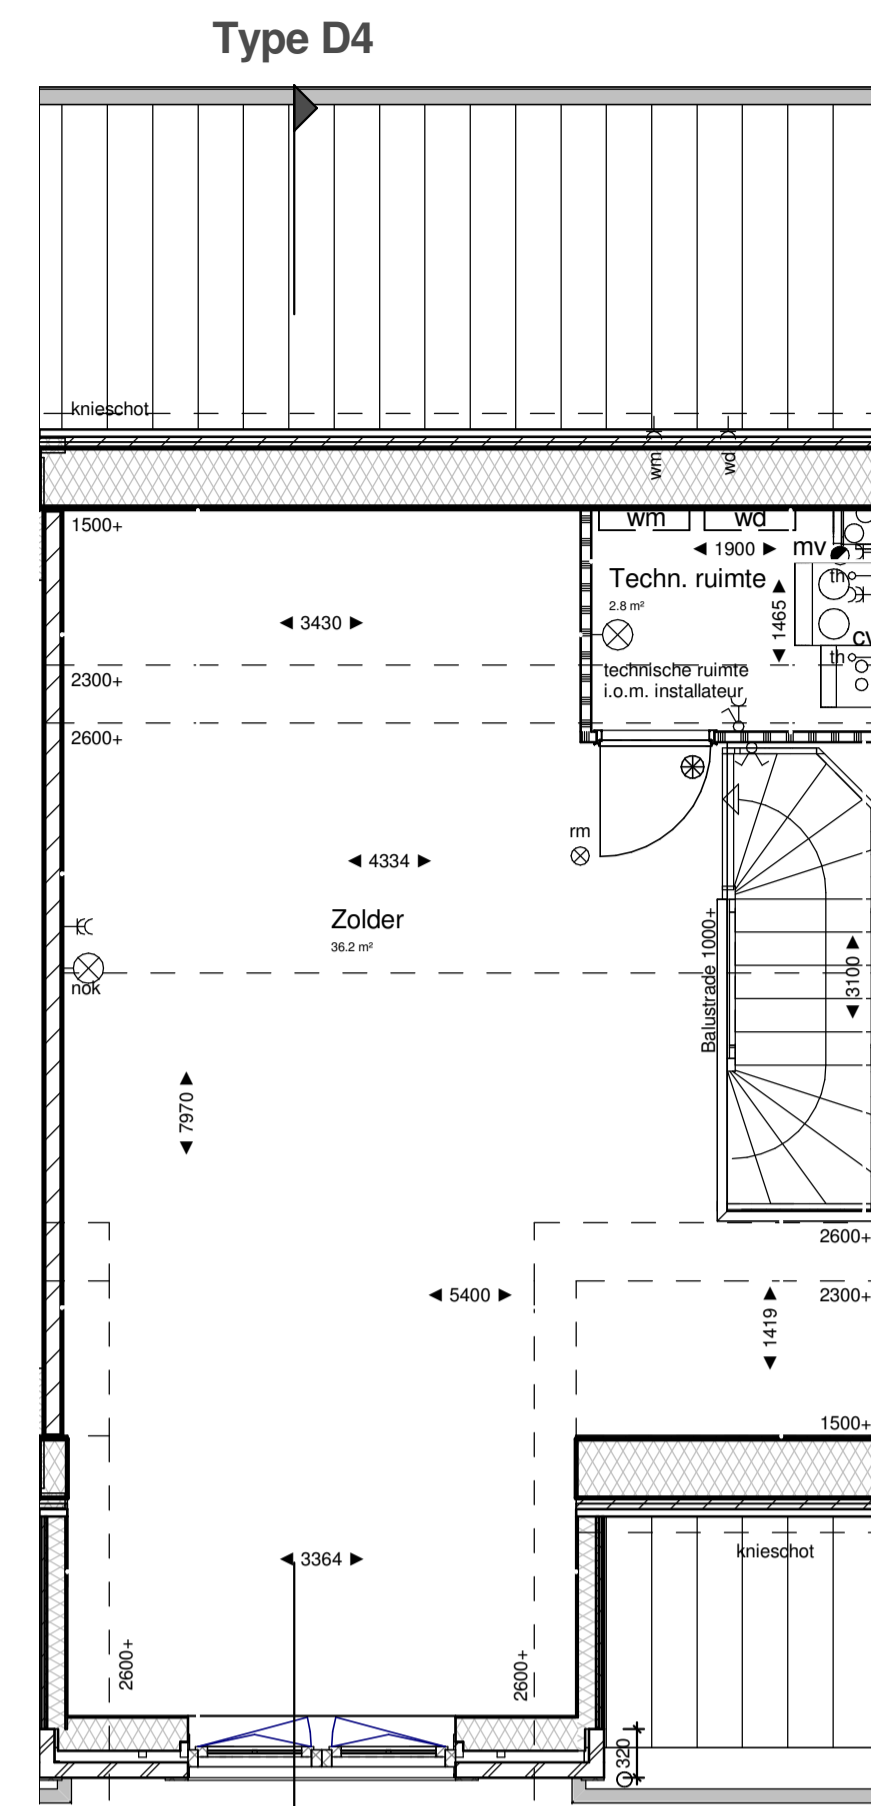 Type D4
knieschot
wm
wd
1500+
wm
wd
1900
mv
Techn. ruimte
2.8 m²
th
1465
3430
cv
th
technische ruimte
i.o.m. installateur
2300+
2600+
rm
4334
Zolder
36.2 m²
Balustrade 1000+
3100
nok
7970
2600+
5400
2300+
1419
1500+
knieschot
3364
2600+
2600+
320